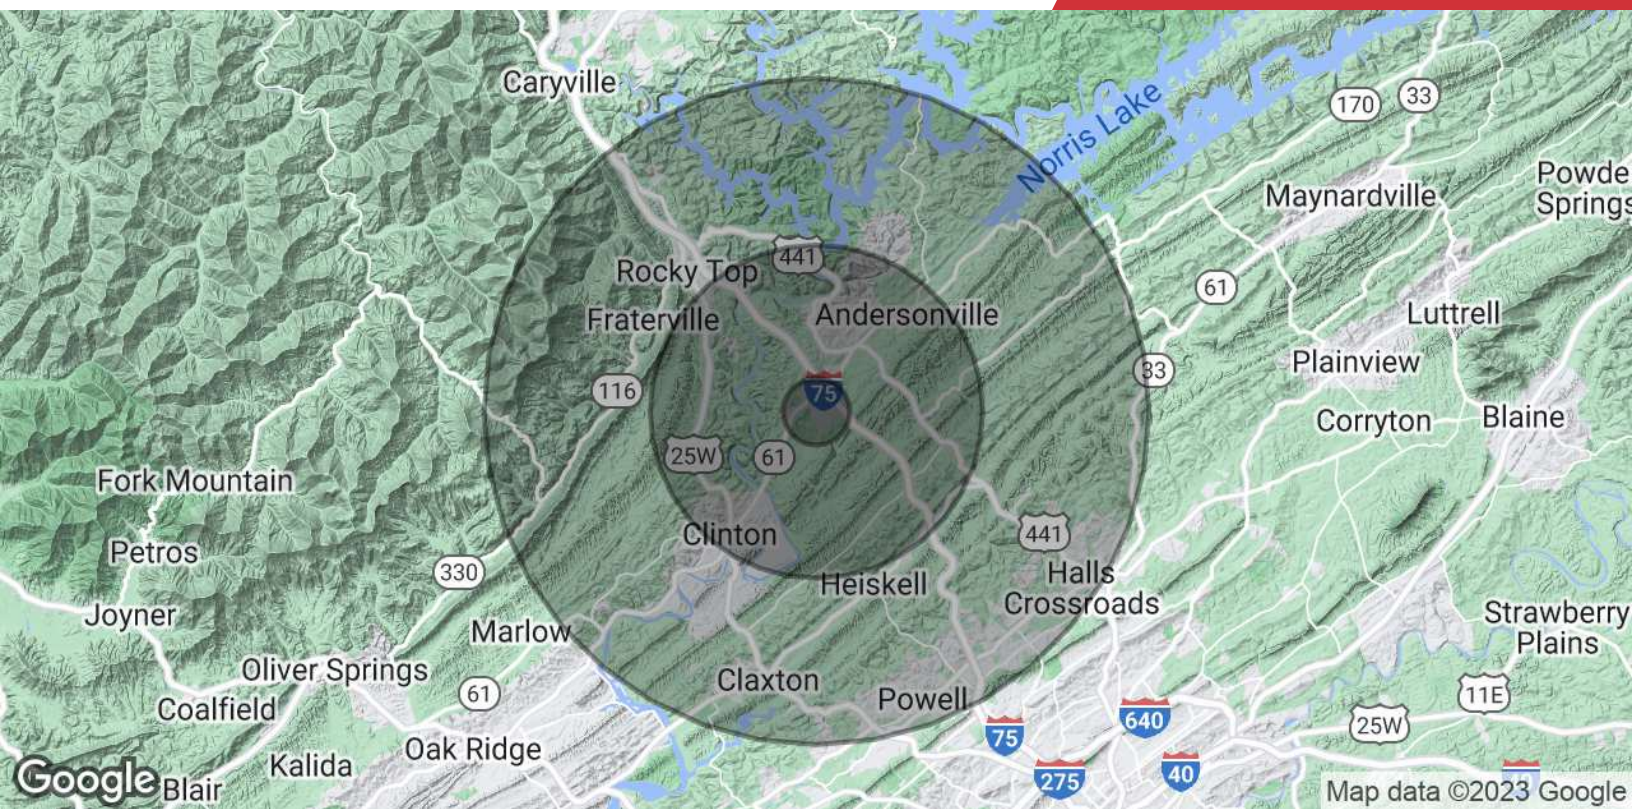 Caryville
Norris Lake
170
33
Maynardville
Powde
Springs
Rocky Top
441
61
Fraterville
Andersonville
Luttrell
Plainview
33
116
75
Corryton
Blaine
25W
61
Fork Mountain
Clinton
441
Petros
330
Heiskell
Halls
Crossroads
Joyner
Marlow
Strawberry
Plains
Oliver Springs
61
Claxton
Powell
11E
Coalfield
640
25W
75
Oak Ridge
Kalida
275
40
Google
Blair
Map data ©2023 Google